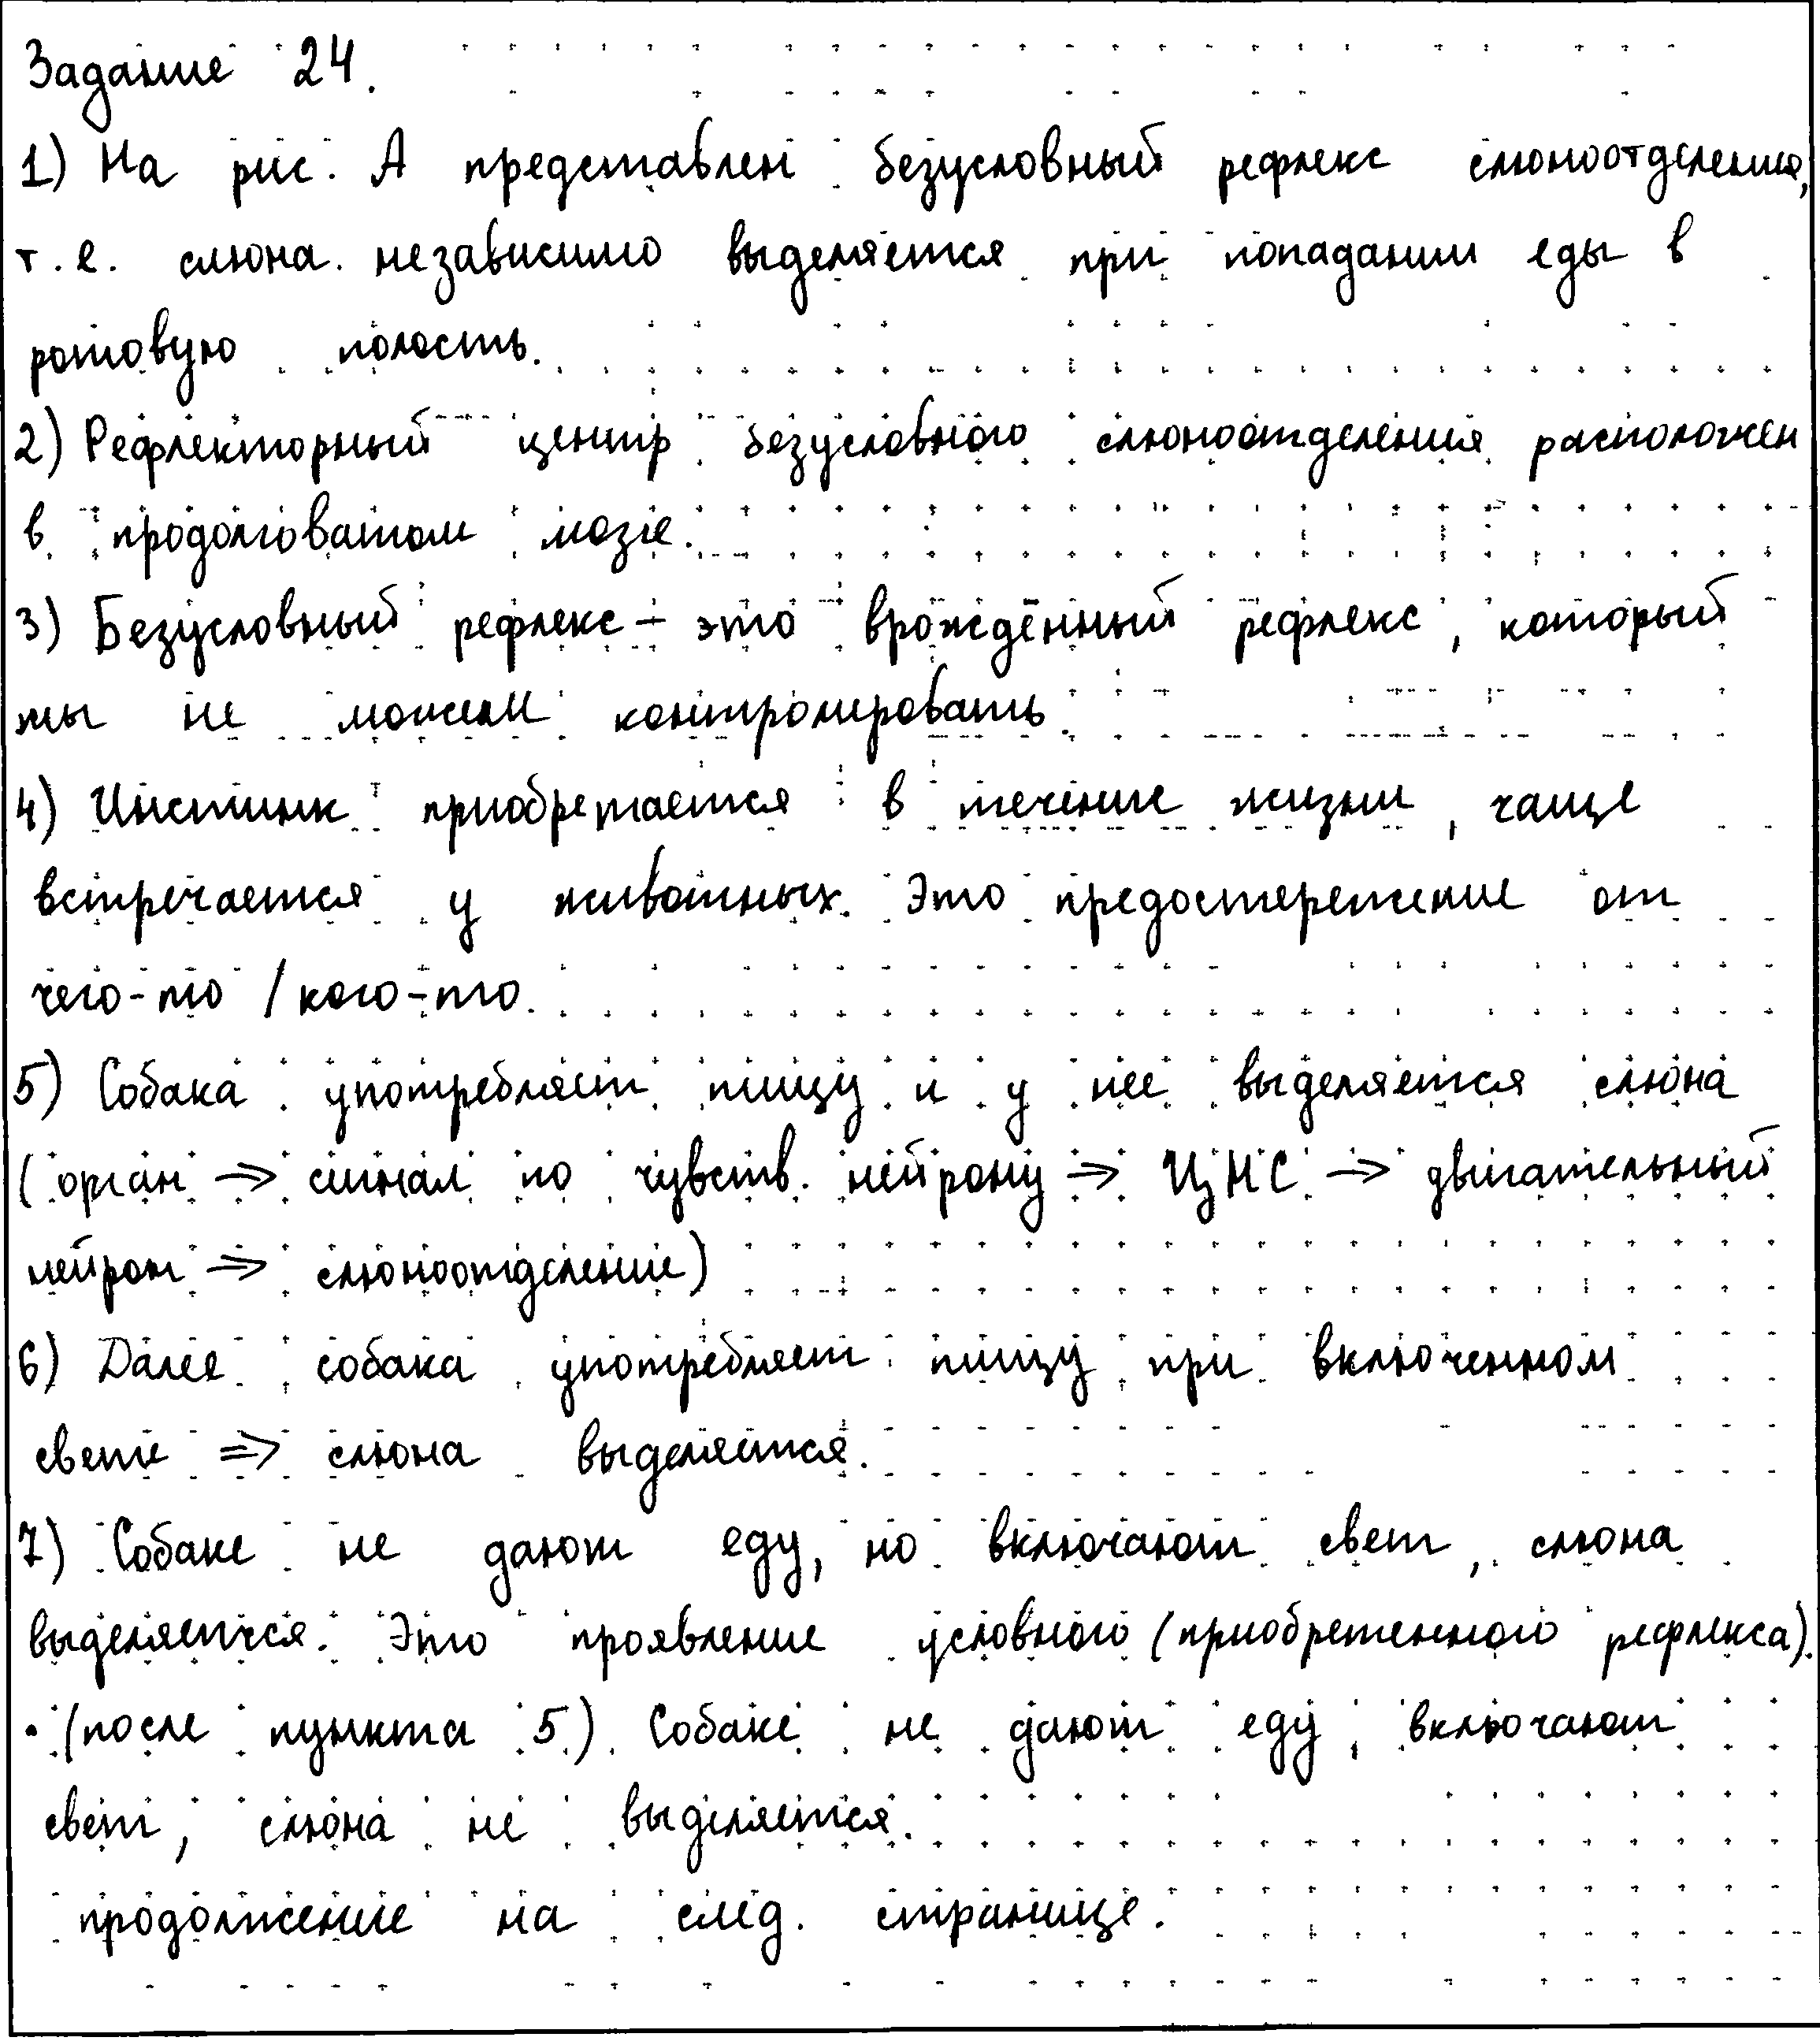 Задание 24.
1) На рис. А представлен безусловный рефлекс слюноотделения,
т.е. слюна независимо выделяется при попадании еды в
ротовую полость.
2) Рефлекторный центр безусловного слюноотделения расположен
в продолговатом мозге.
3) Безусловный рефлекс – это врождённый рефлекс, который
мы не можем контролировать.
4) Инстинк приобретается в течение жизни, чаще
встречается у животных. Это предостережение от
чего-то / кого-то.
5) Собака употребляет пищу и у нее выделяется слюна
(орган → сигнал по чувств. нейрону → ЦНС → двигательный
нейрон → слюноотделение)
6) Далее собака употребляет пищу при включенном
свете => слюна выделяется.
7) Собаке не дают еду, но включают свет, слюна
выделяется. Это проявление условного (приобретенного рефлекса).
• (после пункта 5) Собаке не дают еду, включают
свет, слюна не выделяется.
продолжение на след. странице.